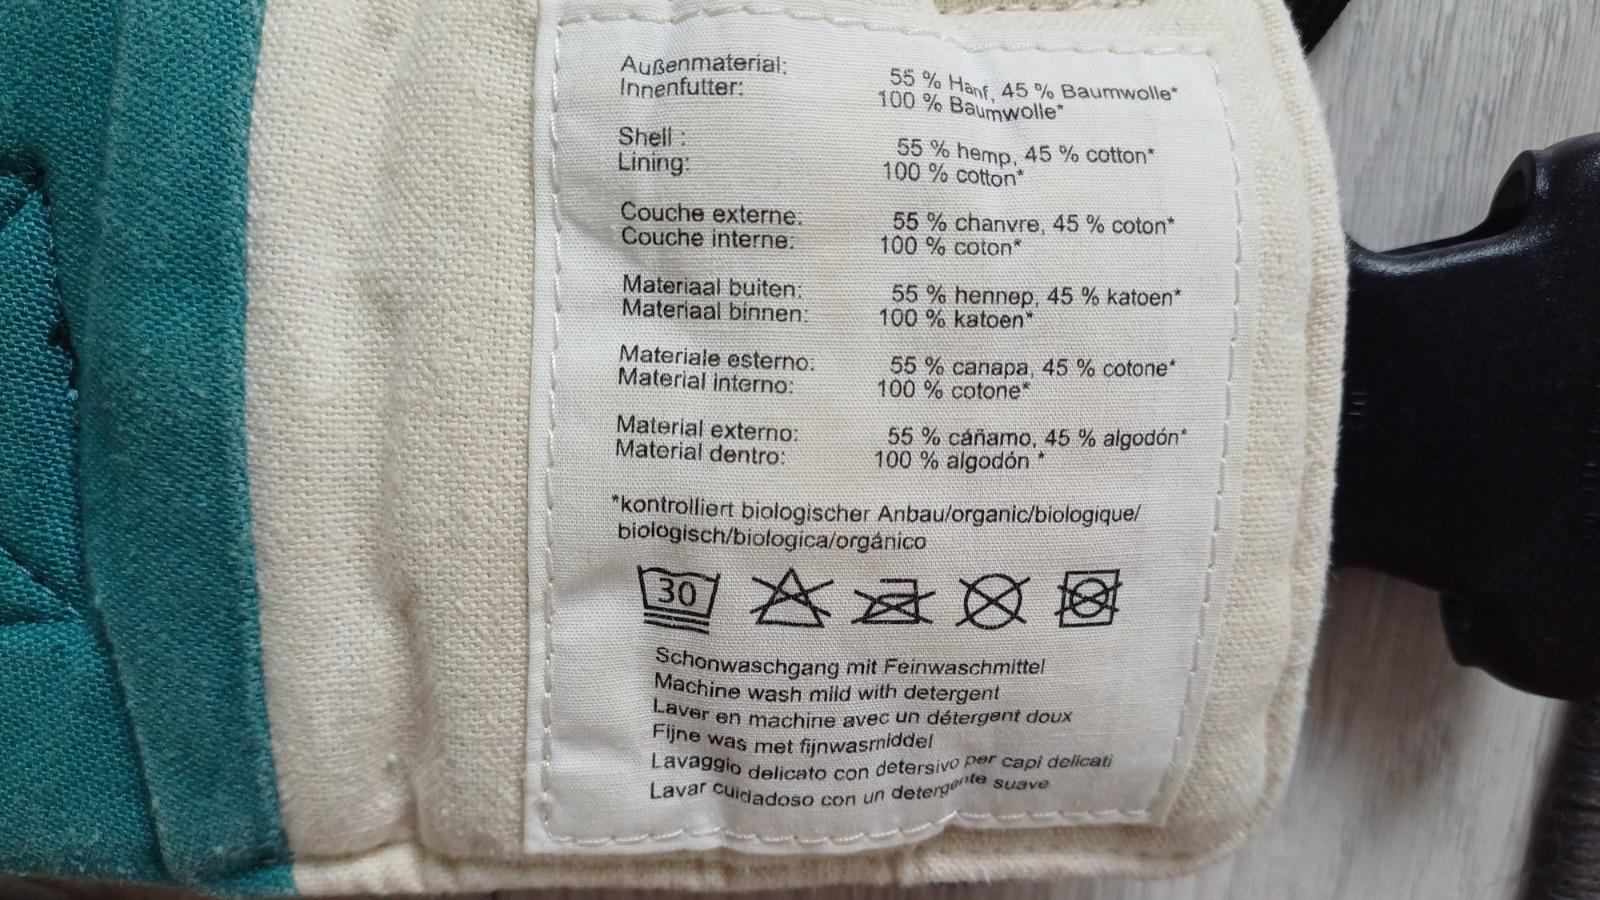 Außenmaterial: 55 % Hanf, 45 % Baumwolle*
Innenfutter: 100 % Baumwolle*
Shell : 55 % hemp, 45 % cotton*
Lining: 100 % cotton*
Couche externe: 55 % chanvre, 45 % coton*
Couche interne: 100 % coton*
Materiaal buiten: 55 % hennep, 45 % katoen*
Materiaal binnen: 100 % katoen*
Materiale esterno: 55 % canapa, 45 % cotone*
Material interno: 100 % cotone*
Material externo: 55 % cáñamo, 45 % algodón*
Material dentro: 100 % algodón *
*kontrolliert biologischer Anbau/organic/biologique/
biologisch/biologica/orgánico
30
Schonwaschgang mit Feinwaschmittel
Machine wash mild with detergent
Laver en machine avec un détergent doux
Fijne was met fijnwasmiddel
Lavaggio delicato con detersivo per capi delicati
Lavar cuidadoso con un detergente suave